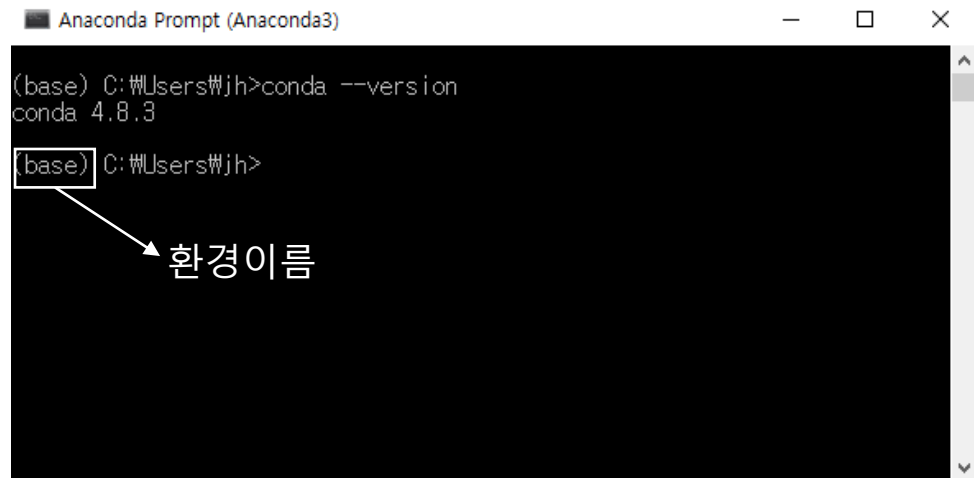 Anaconda Prompt (Anaconda3)
(base) C:₩Users₩jh>conda --version
conda 4.8.3
(base) C:₩Users₩jh>
환경이름